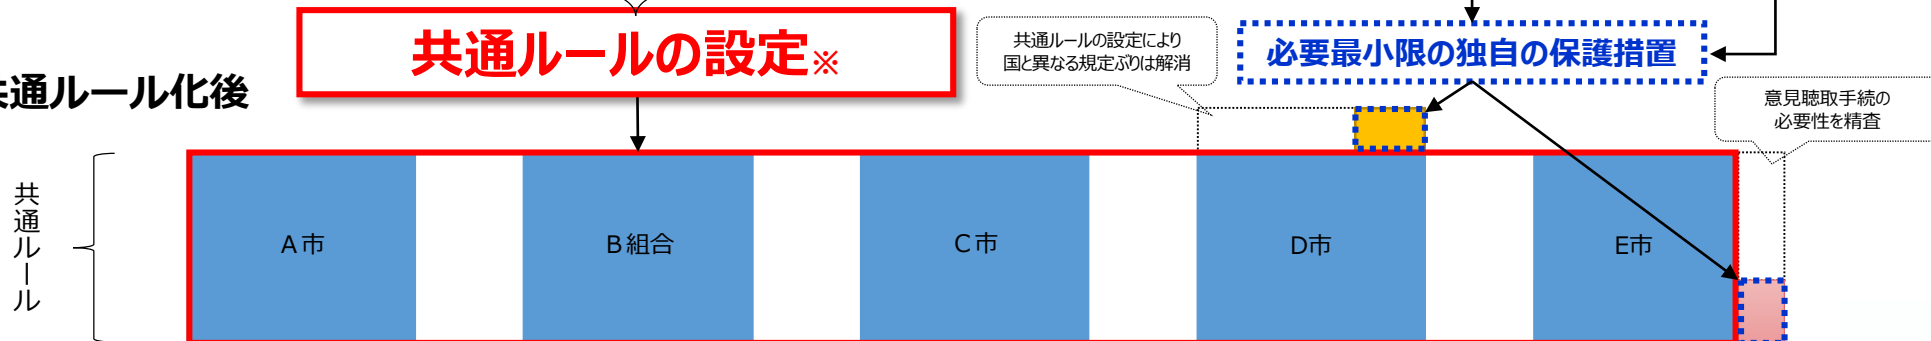 共通ルールの設定※
共通ルールの設定により
国と異なる規定ぶりは解消
必要最小限の独自の保護措置
通ルール化後
意見聴取手続の
必要性を精査
共通ルール
A市
B組合
C市
D市
E市